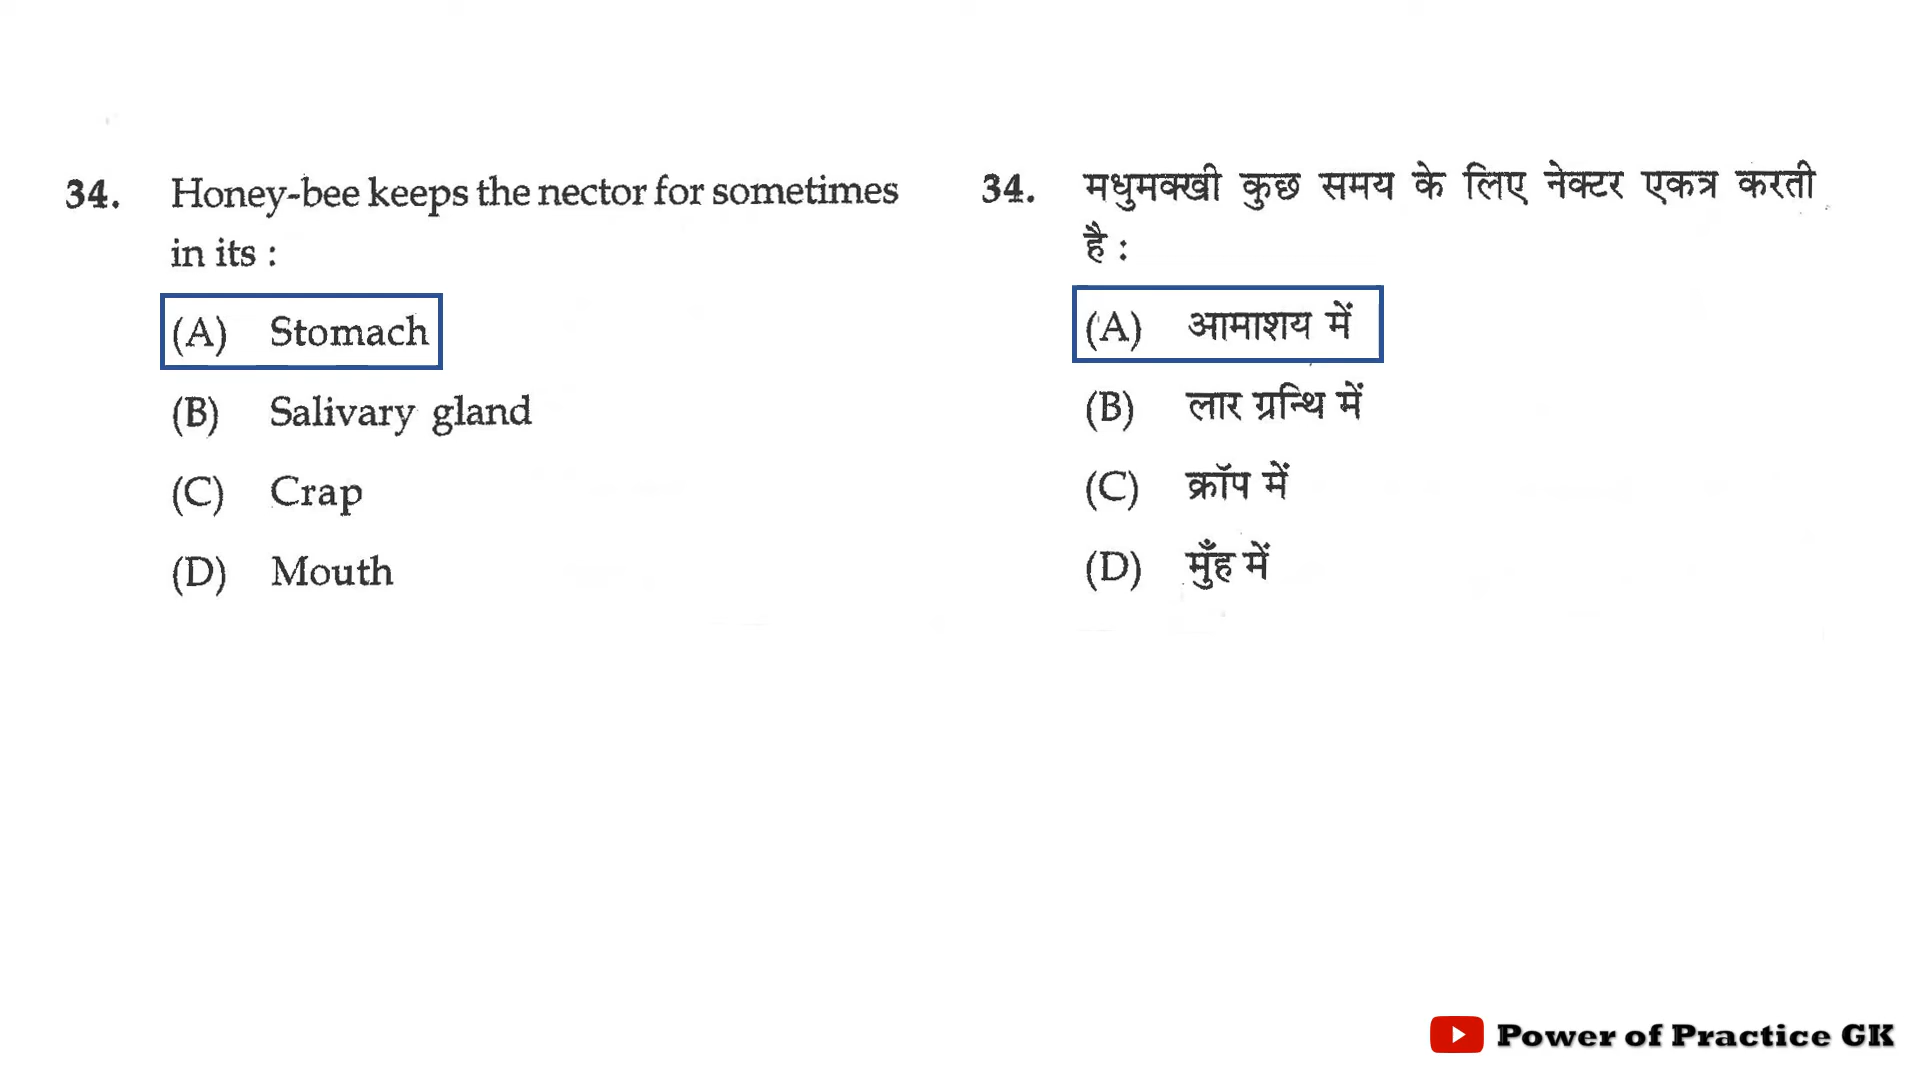 34. Honey-bee keeps the nector for sometimes
in its :
(A) Stomach
(B) Salivary gland
(C) Crap
(D) Mouth
34. मधुमक्खी कुछ समय के लिए नेक्टर एकत्र करती
है :
(A) आमाशय में
(B) लार ग्रन्थि में
(C) क्रॉप में
(D) मुँह में
Power of Practice GK